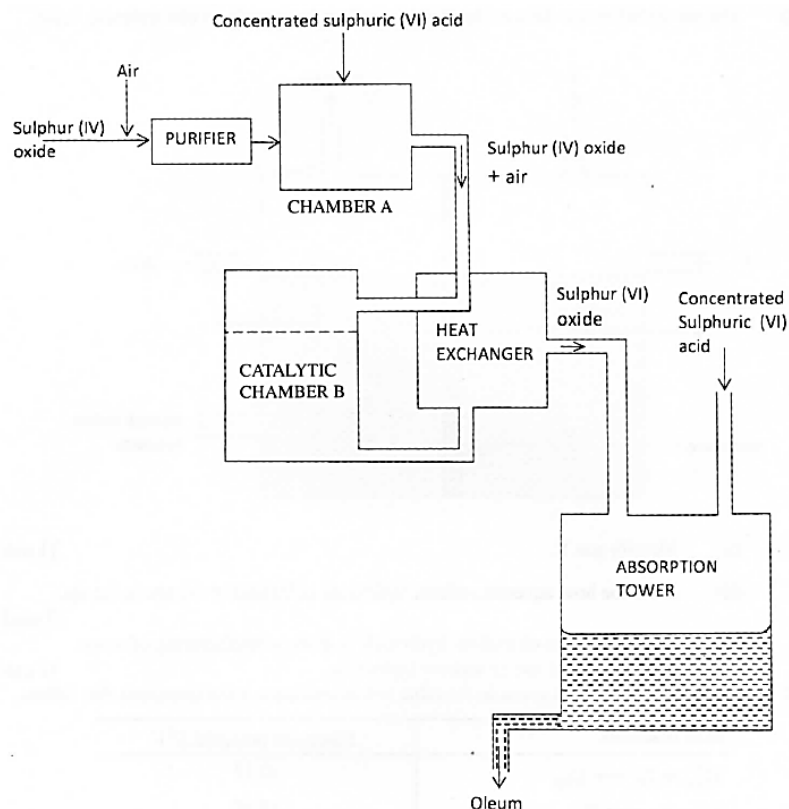 Concentrated sulphuric (VI) acid
Air
Sulphur (IV)
oxide
PURIFIER
Sulphur (IV) oxide
+ air
CHAMBER A
Sulphur (VI)
oxide
Concentrated
Sulphuric (VI)
acid
HEAT
EXCHANGER
CATALYTIC
CHAMBER B
ABSORPTION
TOWER
Oleum